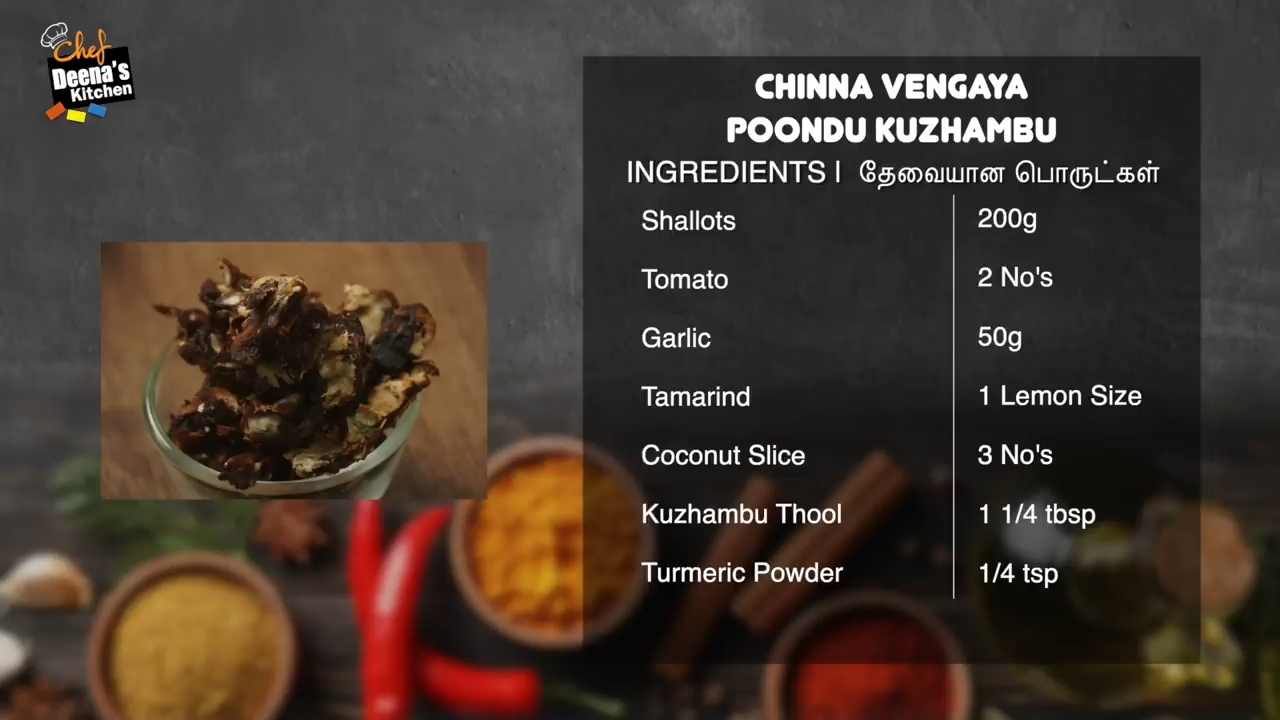 Chef
Deena's
Kitchen
CHINNA VENGAYA
POONDU KUZHAMBU
INGREDIENTS | தேவையான பொருட்கள்
Shallots 200g
Tomato 2 No's
Garlic 50g
Tamarind 1 Lemon Size
Coconut Slice 3 No's
Kuzhambu Thool 1 1/4 tbsp
Turmeric Powder 1/4 tsp